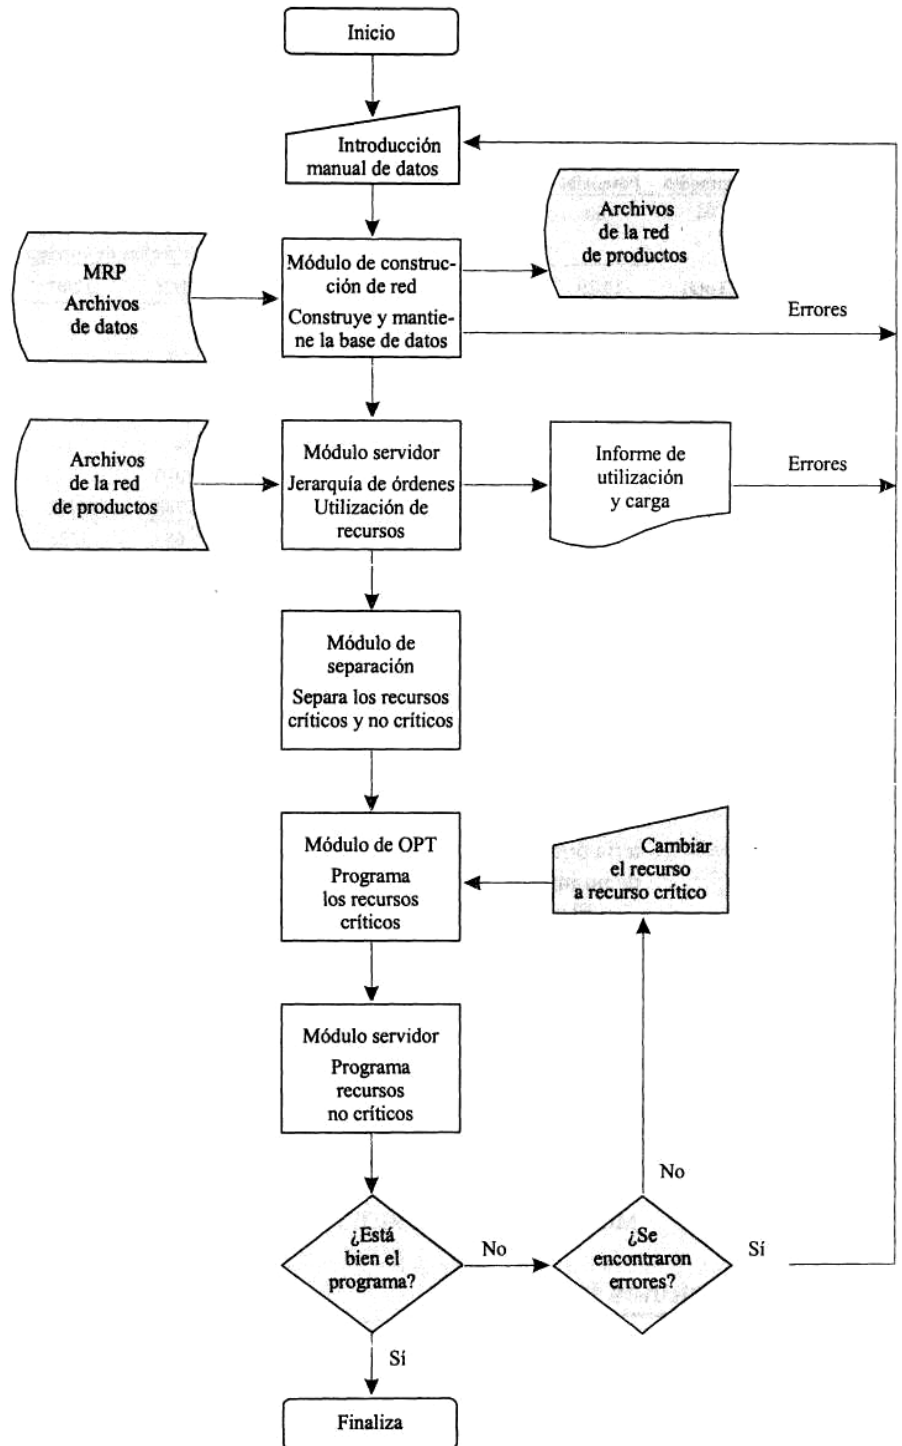 Inicio
Introducción
manual de datos
Archivos
de la red
de productos
MRP
Archivos
de datos
Módulo de construc-
ción de red
Construye y mantie-
ne la base de datos
Errores
Archivos
de la red
de productos
Módulo servidor
Jerarquía de órdenes
Utilización de
recursos
Informe de
utilización
y carga
Errores
Módulo de
separación
Separa los recursos
críticos y no críticos
Módulo de OPT
Programa
los recursos
críticos
Cambiar
el recurso
a recurso crítico
Módulo servidor
Programa
recursos
no críticos
No
¿Está
bien el
programa?
No
¿Se
encontraron
errores?
Sí
Sí
Finaliza